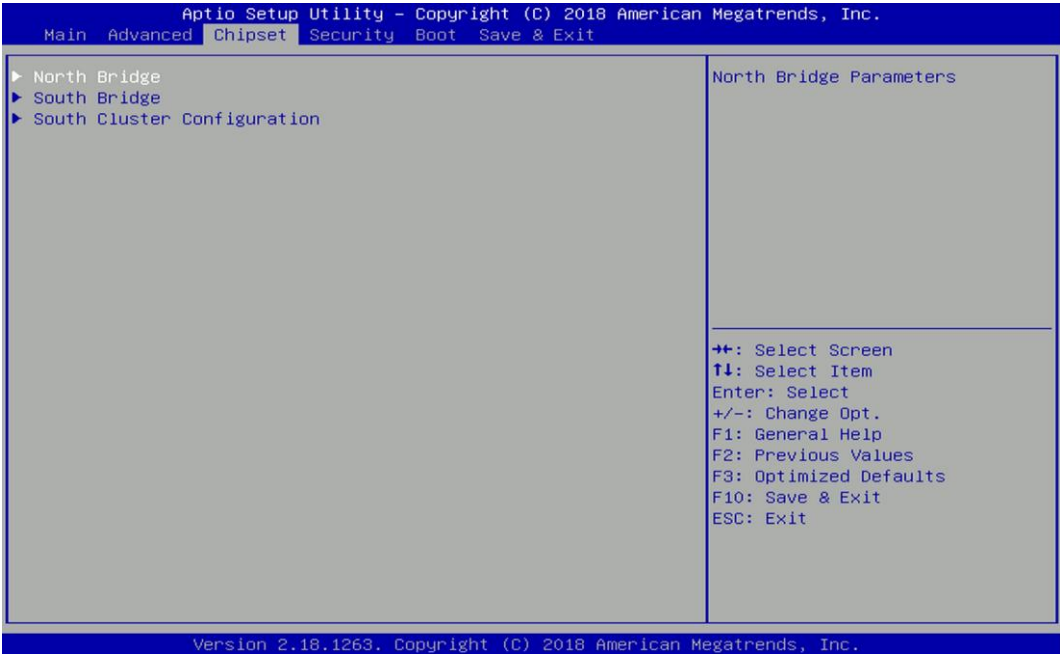 Aptio Setup Utility – Copyright (C) 2018 American Megatrends, Inc.
Main Advanced Chipset Security Boot Save & Exit
▶ North Bridge
▶ South Bridge
▶ South Cluster Configuration
North Bridge Parameters
→←: Select Screen
↑↓: Select Item
Enter: Select
+/-: Change Opt.
F1: General Help
F2: Previous Values
F3: Optimized Defaults
F10: Save & Exit
ESC: Exit
Version 2.18.1263. Copyright (C) 2018 American Megatrends, Inc.